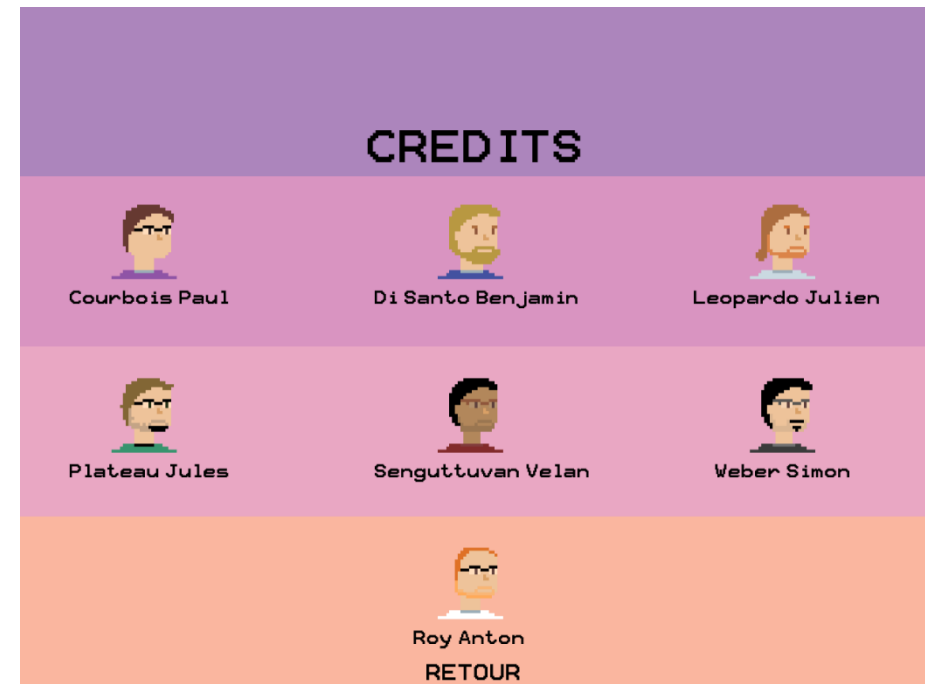 CREDITS
Courbois Paul
Di Santo Benjamin
Leopardo Julien
Plateau Jules
Senguttuvan Velan
Weber Simon
Roy Anton
RETOUR